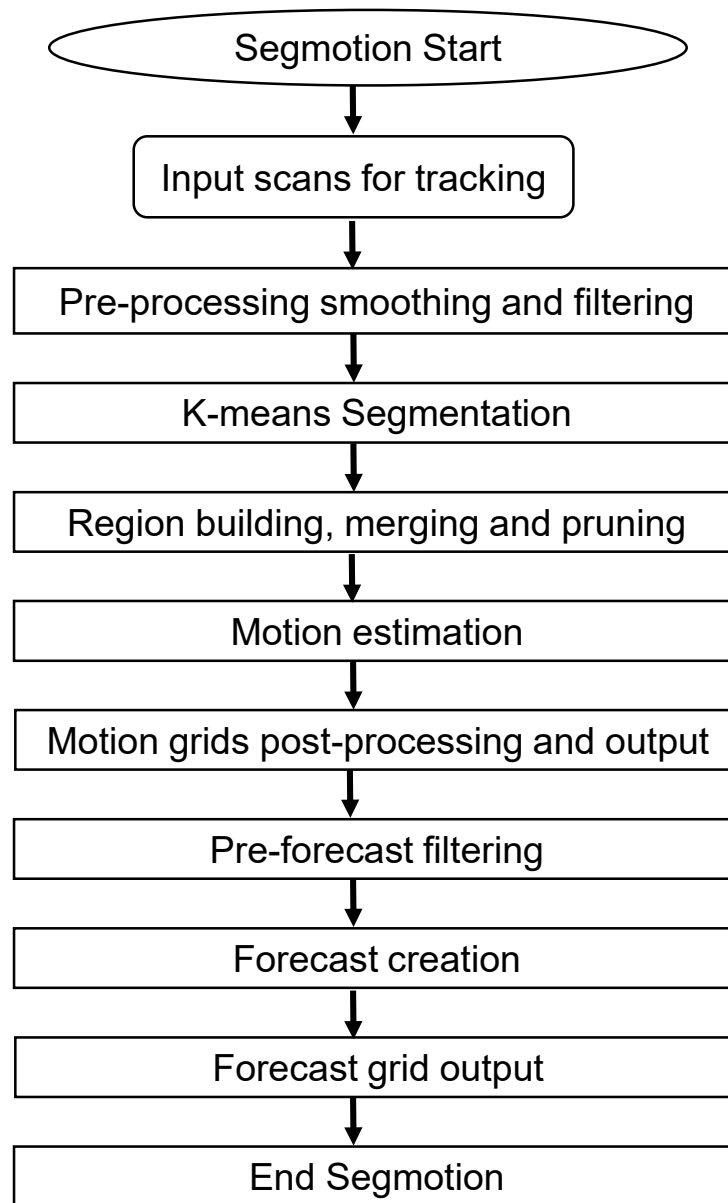 Segmotion Start
Input scans for tracking
Pre-processing smoothing and filtering
K-means Segmentation
Region building, merging and pruning
Motion estimation
Motion grids post-processing and output
Pre-forecast filtering
Forecast creation
Forecast grid output
End Segmotion